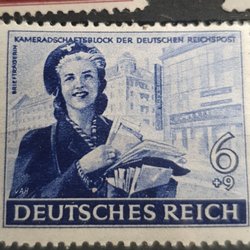 KAMERADSCHAFTSBLOCK DER DEUTSCHEN REICHSPOST
BRIEFTRÄGERIN
6
+9
DEUTSCHES REICH